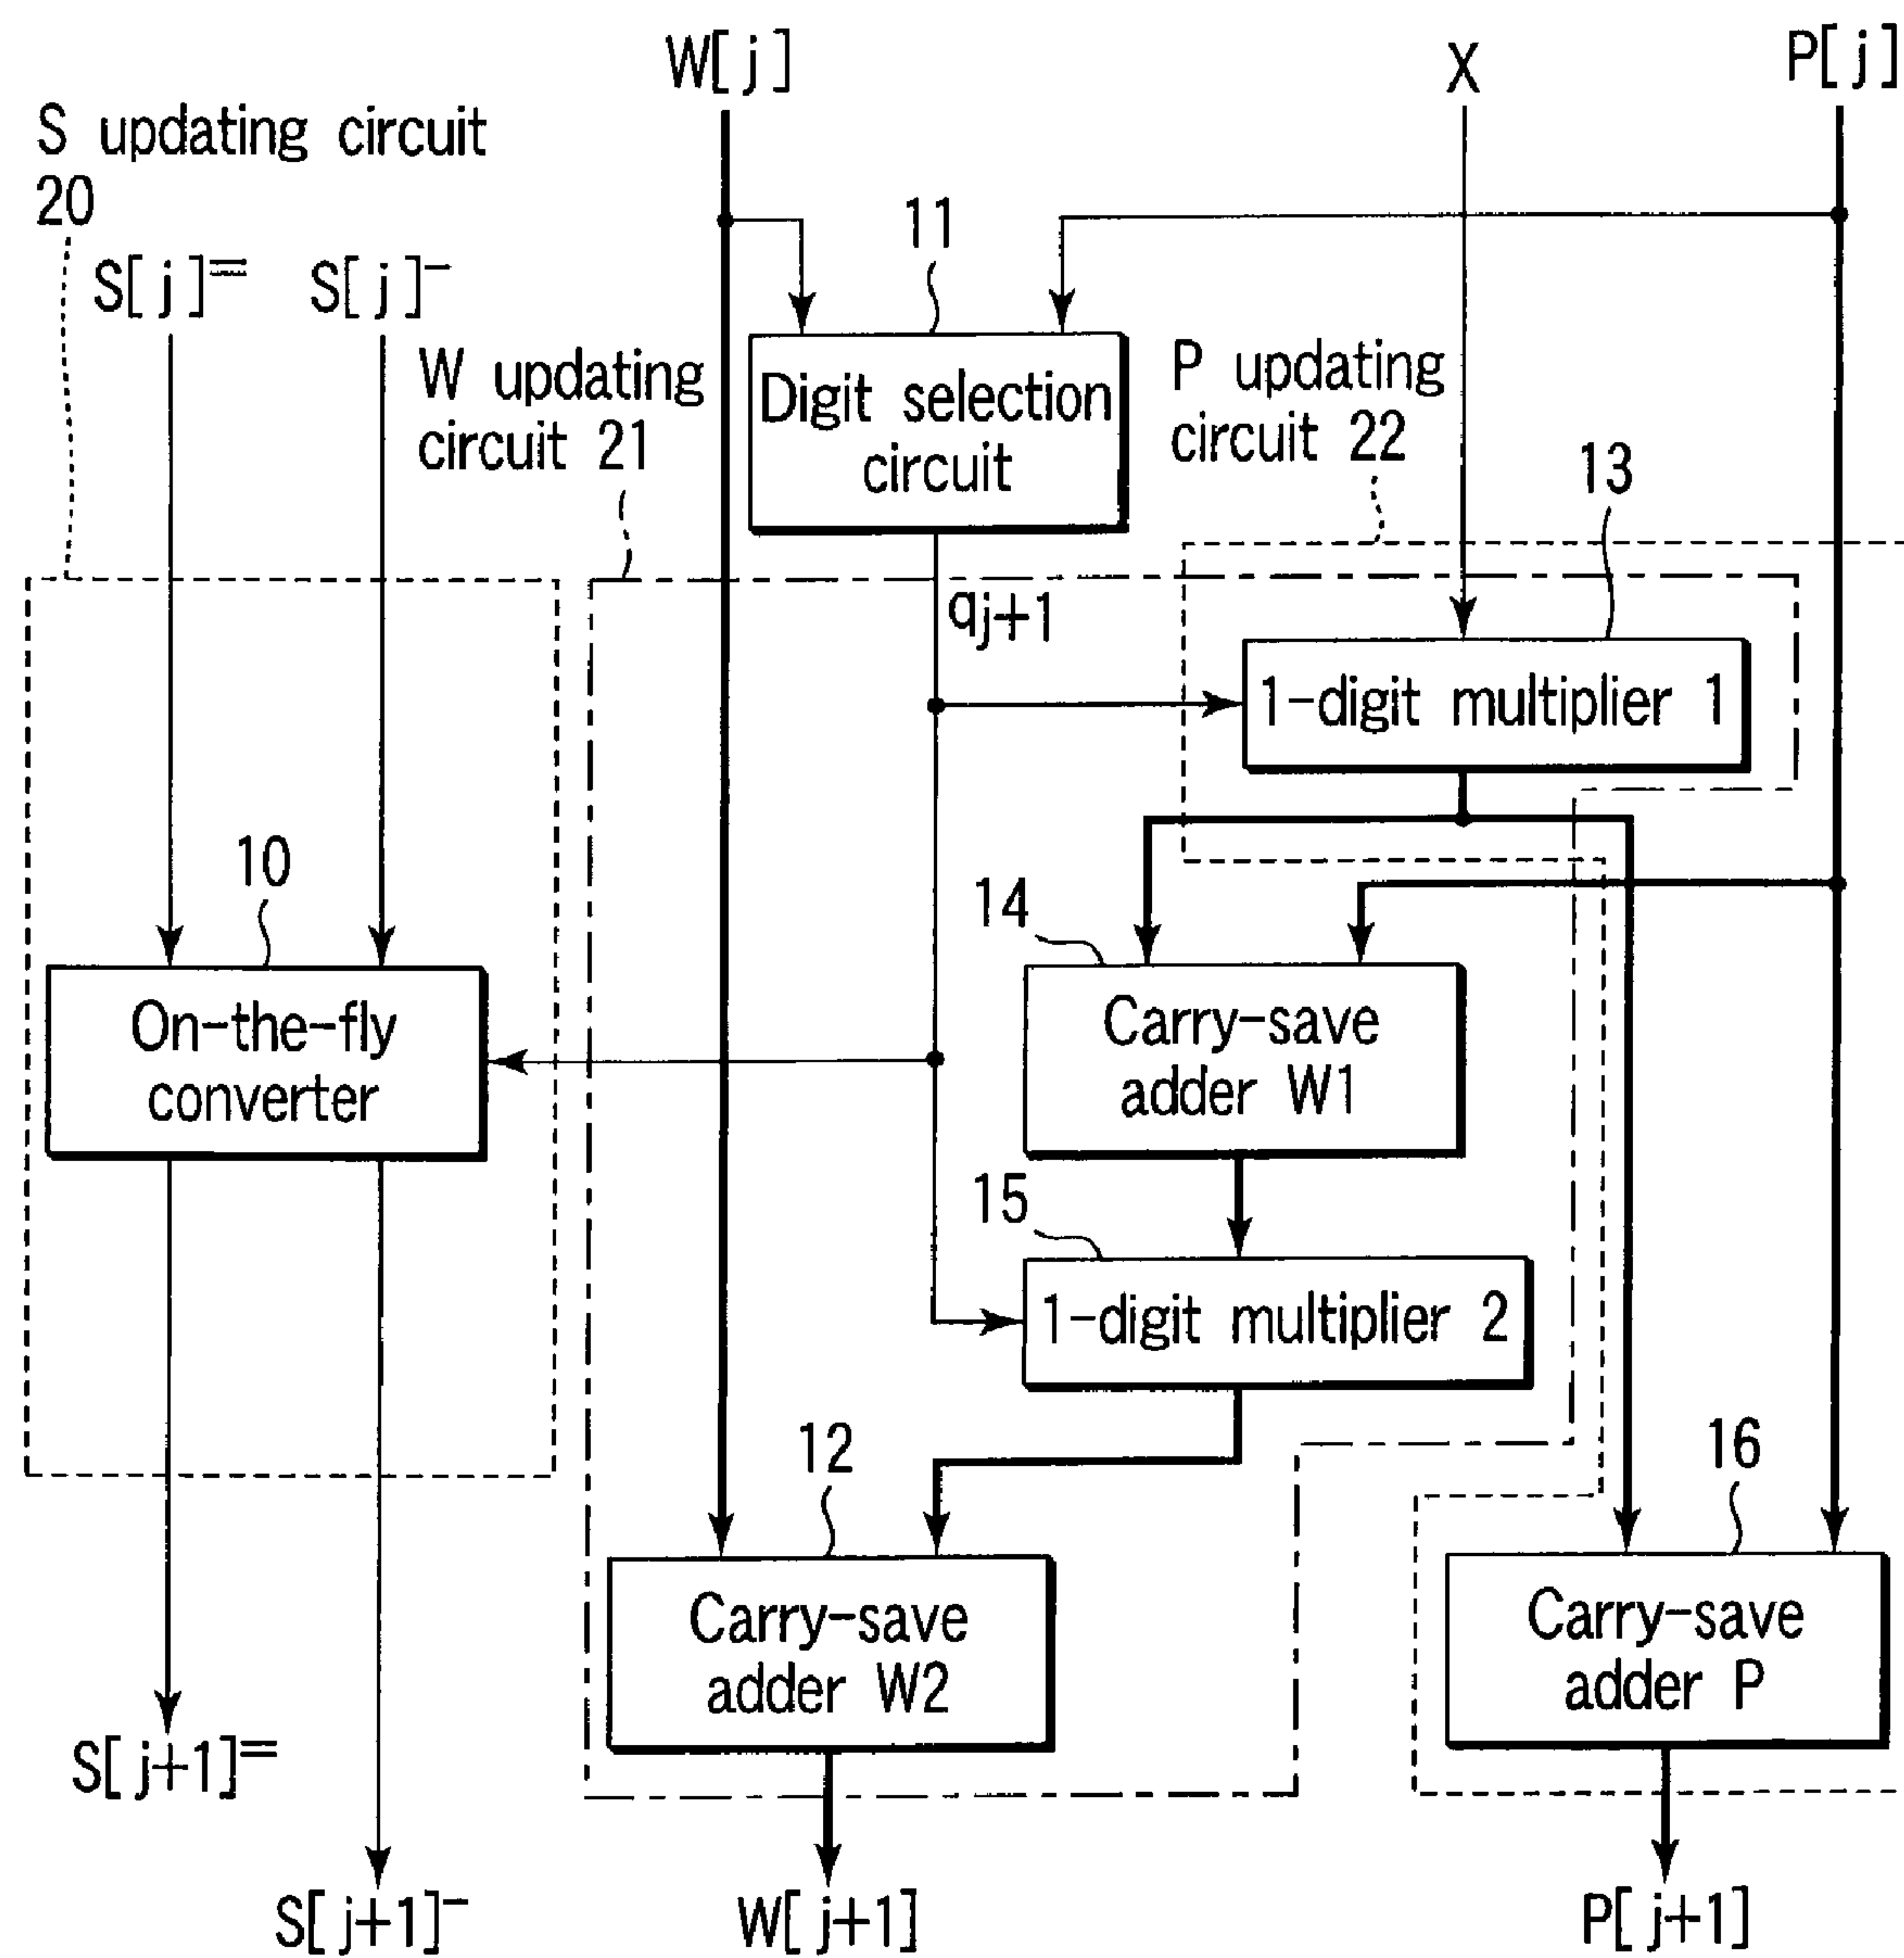 W[j]
X
P[j]
S updating circuit
20
11
S[j]=
S[j]-
W updating
circuit 21
Digit selection
circuit
P updating
circuit 22
13
qj+1
1-digit multiplier 1
10
14
On-the-fly
converter
Carry-save
adder W1
15
1-digit multiplier 2
12
16
Carry-save
adder W2
Carry-save
adder P
S[j+1]=
S[j+1]-
W[j+1]
P[j+1]